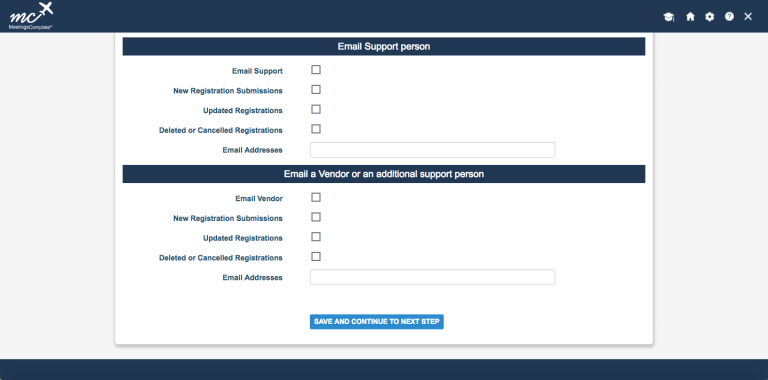 mc
MeetingsComplete®
Email Support person
Email Support
New Registration Submissions
Updated Registrations
Deleted or Cancelled Registrations
Email Addresses
Email a Vendor or an additional support person
Email Vendor
New Registration Submissions
Updated Registrations
Deleted or Cancelled Registrations
Email Addresses
SAVE AND CONTINUE TO NEXT STEP